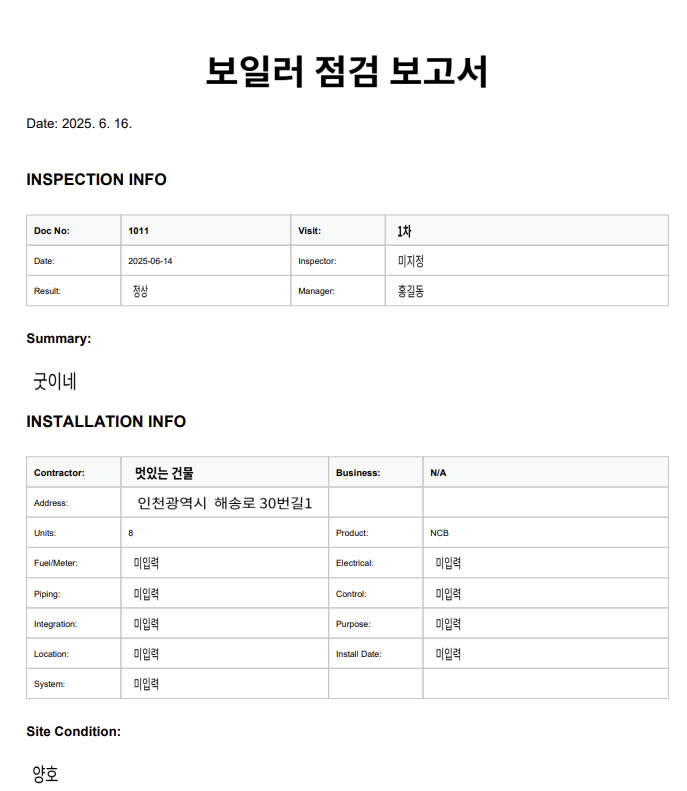 보일러 점검 보고서
Date: 2025. 6. 16.
INSPECTION INFO
Doc No: 1011 Visit: 1차
Date: 2025-06-14 Inspector: 미지정
Result: 정상 Manager: 홍길동
Summary:
굿이네
INSTALLATION INFO
Contractor: 멋있는 건물 Business: N/A
Address: 인천광역시 해송로 30번길1
Units: 8 Product: NCB
Fuel/Meter: 미입력 Electrical: 미입력
Piping: 미입력 Control: 미입력
Integration: 미입력 Purpose: 미입력
Location: 미입력 Install Date: 미입력
System: 미입력
Site Condition:
양호